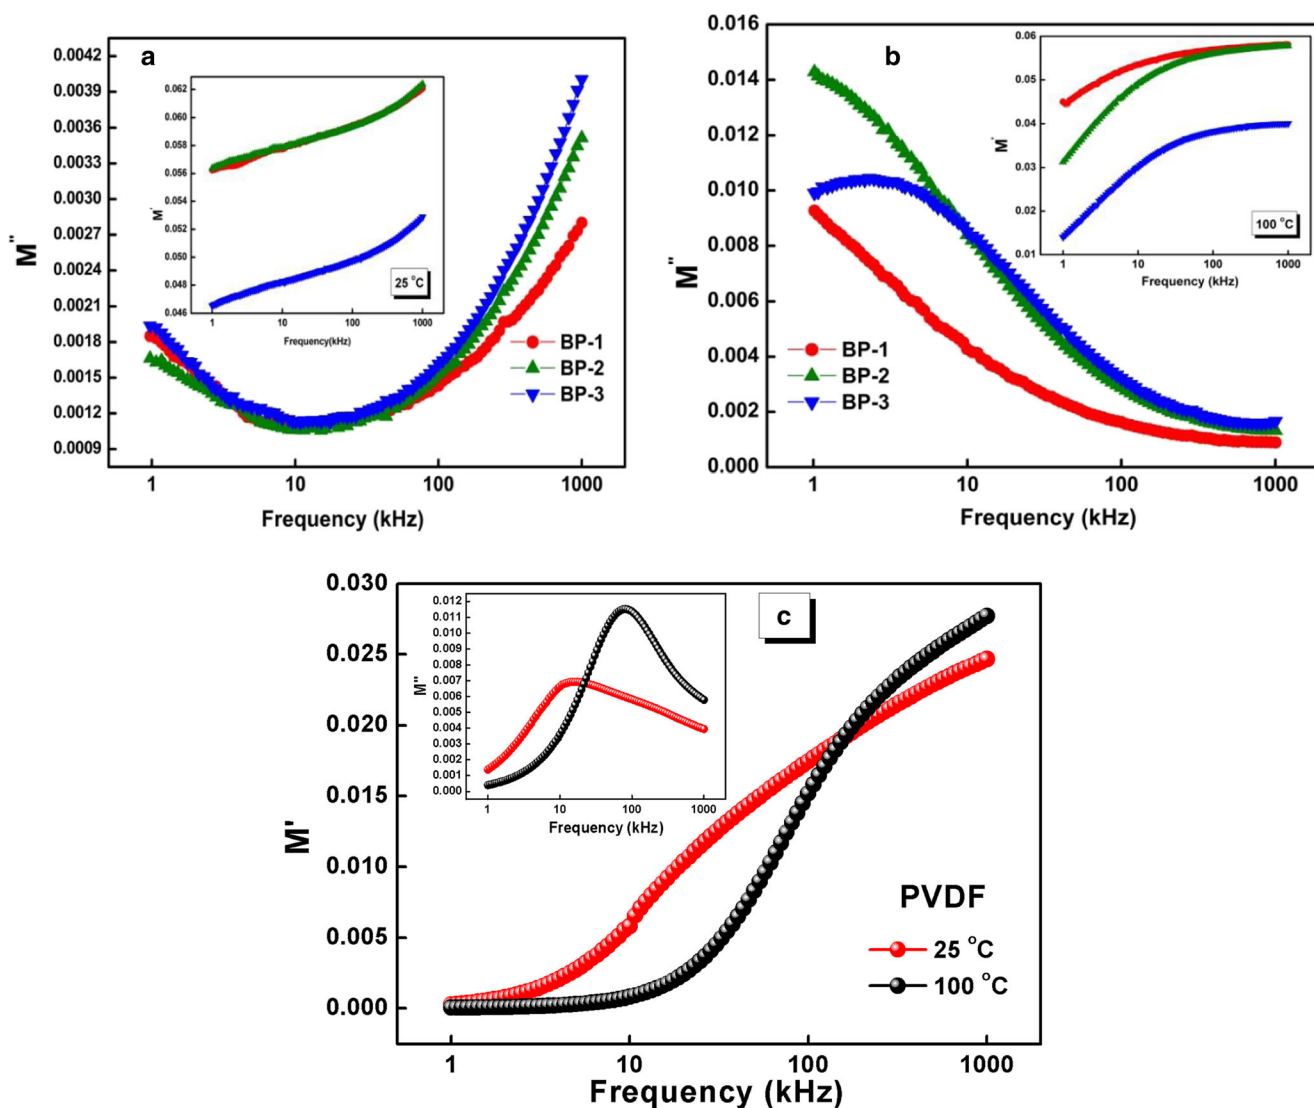 a
0.0042
0.0039
0.0036
0.0033
0.0030
0.0027
0.0024
0.0021
0.0018
0.0015
0.0012
0.0009
M''
1 10 100 1000
Frequency (kHz)
BP-1
BP-2
BP-3
0.062
0.060
0.058
0.056
0.054
0.052
0.050
0.048
0.046
M'
25 °C
1 10 100 1000
Frequency(kHz)
b
0.016
0.014
0.012
0.010
0.008
0.006
0.004
0.002
0.000
M''
1 10 100 1000
Frequency (kHz)
BP-1
BP-2
BP-3
0.06
0.05
0.04
0.03
0.02
0.01
M'
100 °C
1 10 100 1000
Frequency (kHz)
c
0.030
0.025
0.020
0.015
0.010
0.005
0.000
M'
1 10 100 1000
Frequency (kHz)
PVDF
25 °C
100 °C
0.012
0.011
0.010
0.009
0.008
0.007
0.006
0.005
0.004
0.003
0.002
0.001
0.000
M''
1 10 100 1000
Frequency (kHz)